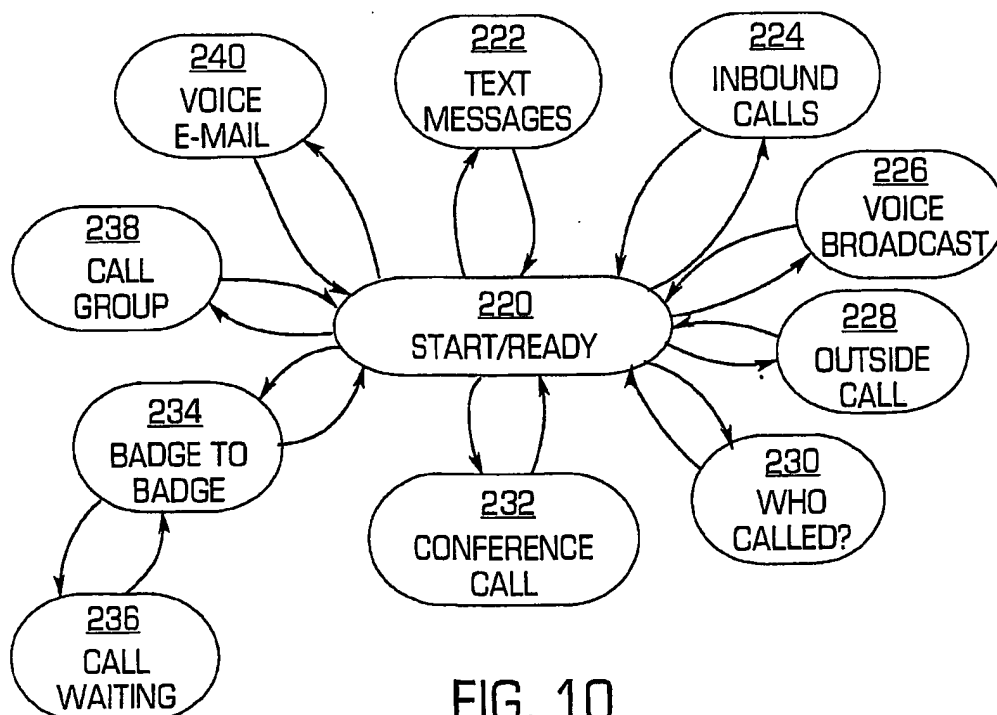 240
VOICE
E-MAIL
222
TEXT
MESSAGES
224
INBOUND
CALLS
226
VOICE
BROADCAST
238
CALL
GROUP
220
START/READY
228
OUTSIDE
CALL
234
BADGE TO
BADGE
232
CONFERENCE
CALL
230
WHO
CALLED?
236
CALL
WAITING
FIG. 10